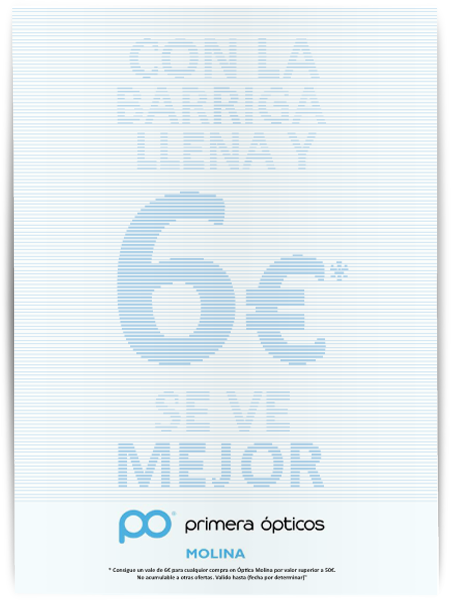 CON LA
BARRIGA
LLENA Y
6€*
SE VE
MEJOR
po® primera ópticos
MOLINA
* Consigue un vale de 6€ para cualquier compra en Óptica Molina por valor superior a 50€.
No acumulable a otras ofertas. Valido hasta (fecha por determinar)"